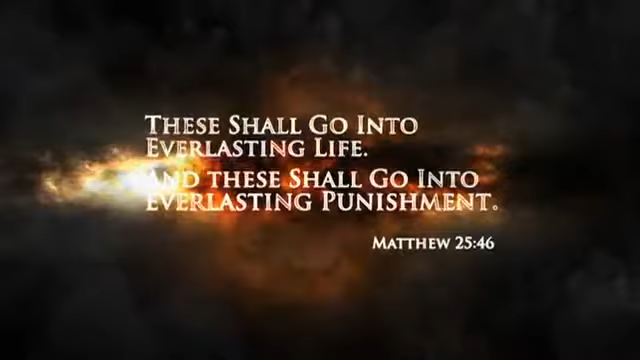 These Shall Go Into
Everlasting Life.
And these Shall Go Into
Everlasting Punishment.
Matthew 25:46